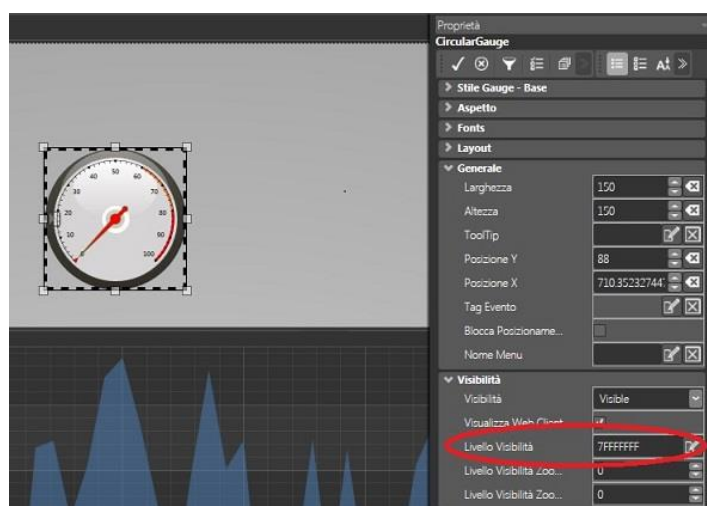 Proprietà
CircularGauge
Stile Gauge - Base
Aspetto
Fonts
Layout
Generale
Larghezza 150
Altezza 150
ToolTip
Posizione Y 88
Posizione X 710.35232744
Tag Evento
Blocca Posizioname...
Nome Menu
Visibilità
Visibilità Visible
Visualizza Web Client
Livello Visibilità 7FFFFFFF
Livello Visibilità Zoo... 0
Livello Visibilità Zoo... 0
0 10 20 30 40 50 60 70 80 90 100